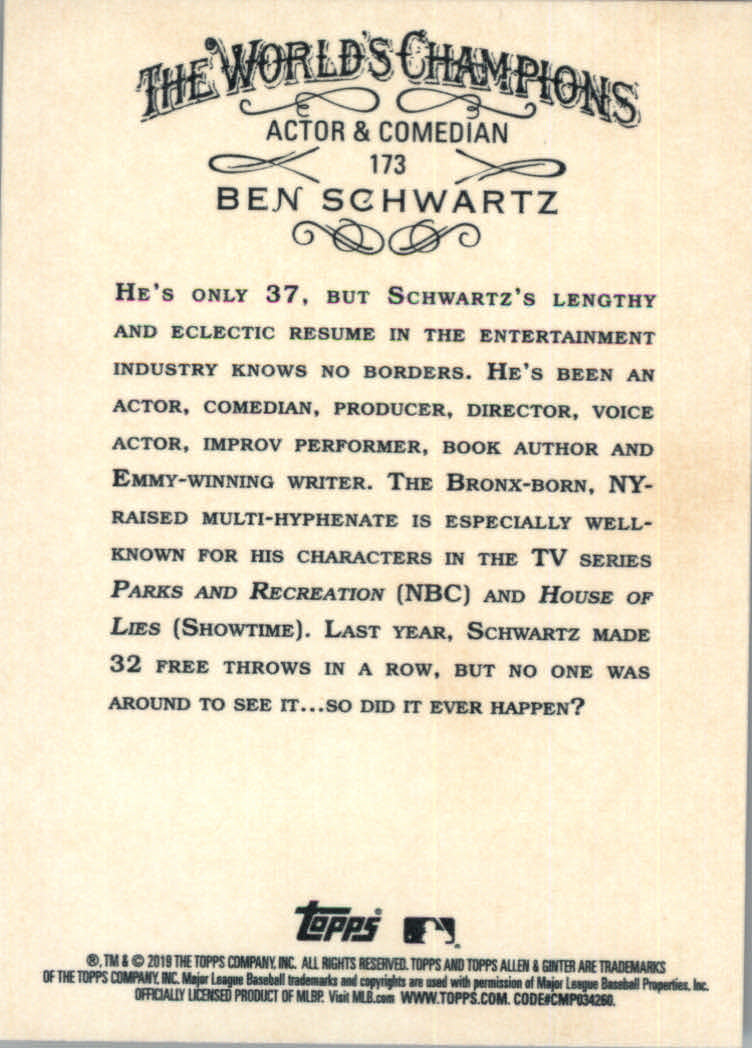 THE WORLD'S CHAMPIONS
ACTOR & COMEDIAN
173
BEN SCHWARTZ
HE'S ONLY 37, BUT SCHWARTZ'S LENGTHY
AND ECLECTIC RESUME IN THE ENTERTAINMENT
INDUSTRY KNOWS NO BORDERS. HE'S BEEN AN
ACTOR, COMEDIAN, PRODUCER, DIRECTOR, VOICE
ACTOR, IMPROV PERFORMER, BOOK AUTHOR AND
EMMY-WINNING WRITER. THE BRONX-BORN, NY-
RAISED MULTI-HYPHENATE IS ESPECIALLY WELL-
KNOWN FOR HIS CHARACTERS IN THE TV SERIES
PARKS AND RECREATION (NBC) AND HOUSE OF
LIES (SHOWTIME). LAST YEAR, SCHWARTZ MADE
32 FREE THROWS IN A ROW, BUT NO ONE WAS
AROUND TO SEE IT...SO DID IT EVER HAPPEN?
Topps®
®, TM & © 2019 THE TOPPS COMPANY, INC. ALL RIGHTS RESERVED. TOPPS AND TOPPS ALLEN & GINTER ARE TRADEMARKS
OF THE TOPPS COMPANY, INC. Major League Baseball trademarks and copyrights are used with permission of Major League Baseball Properties, Inc.
OFFICIALLY LICENSED PRODUCT OF MLBP. Visit MLB.com WWW.TOPPS.COM. CODE#CMP034260.